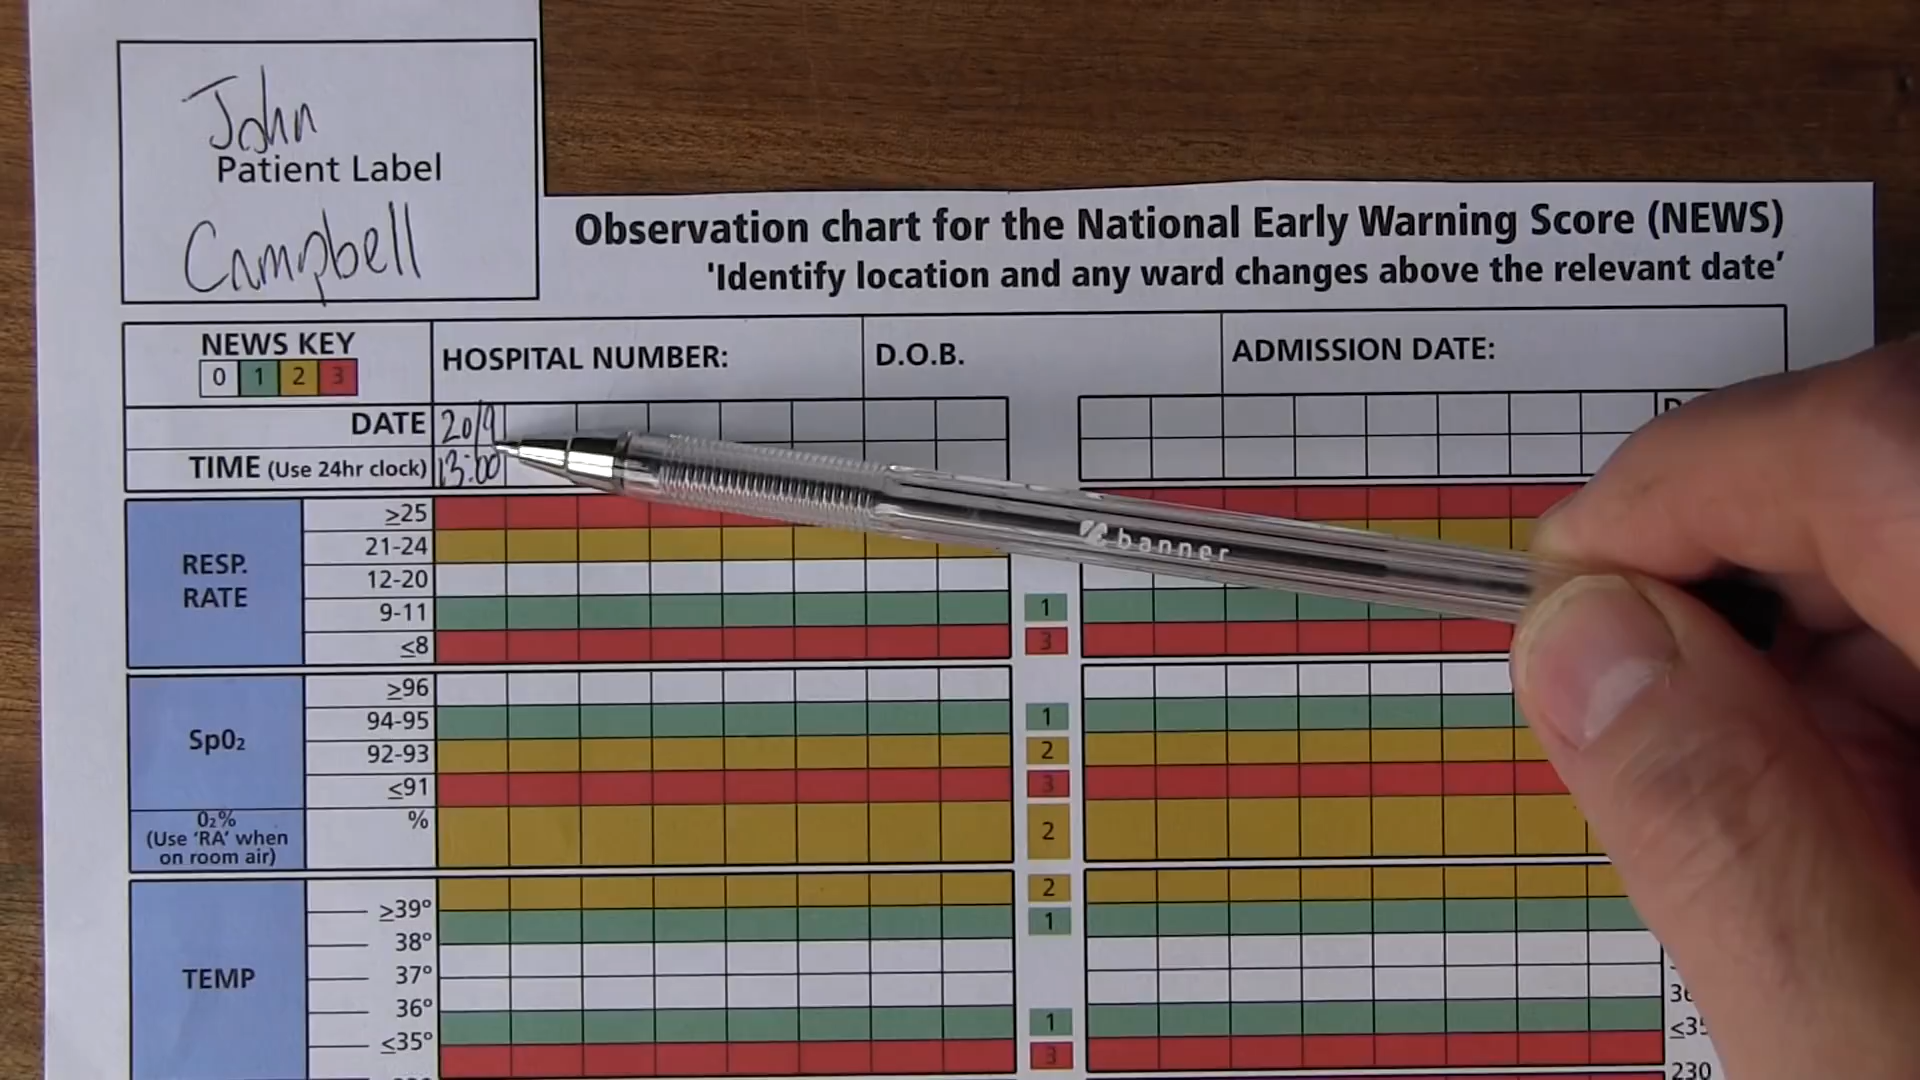 John
Patient Label
Campbell
Observation chart for the National Early Warning Score (NEWS)
'Identify location and any ward changes above the relevant date'
NEWS KEY
0 1 2 3
HOSPITAL NUMBER:
D.O.B.
ADMISSION DATE:
DATE 20/9
TIME (Use 24hr clock) 13:00
banner
RESP. RATE
≥25
21-24
12-20
9-11 1
≤8 3
SpO₂
≥96
94-95 1
92-93 2
≤91 3
O₂%
(Use 'RA' when
on room air)
% 2
TEMP
2
≥39° 1
38°
37°
36° 1
≤35° 3
230